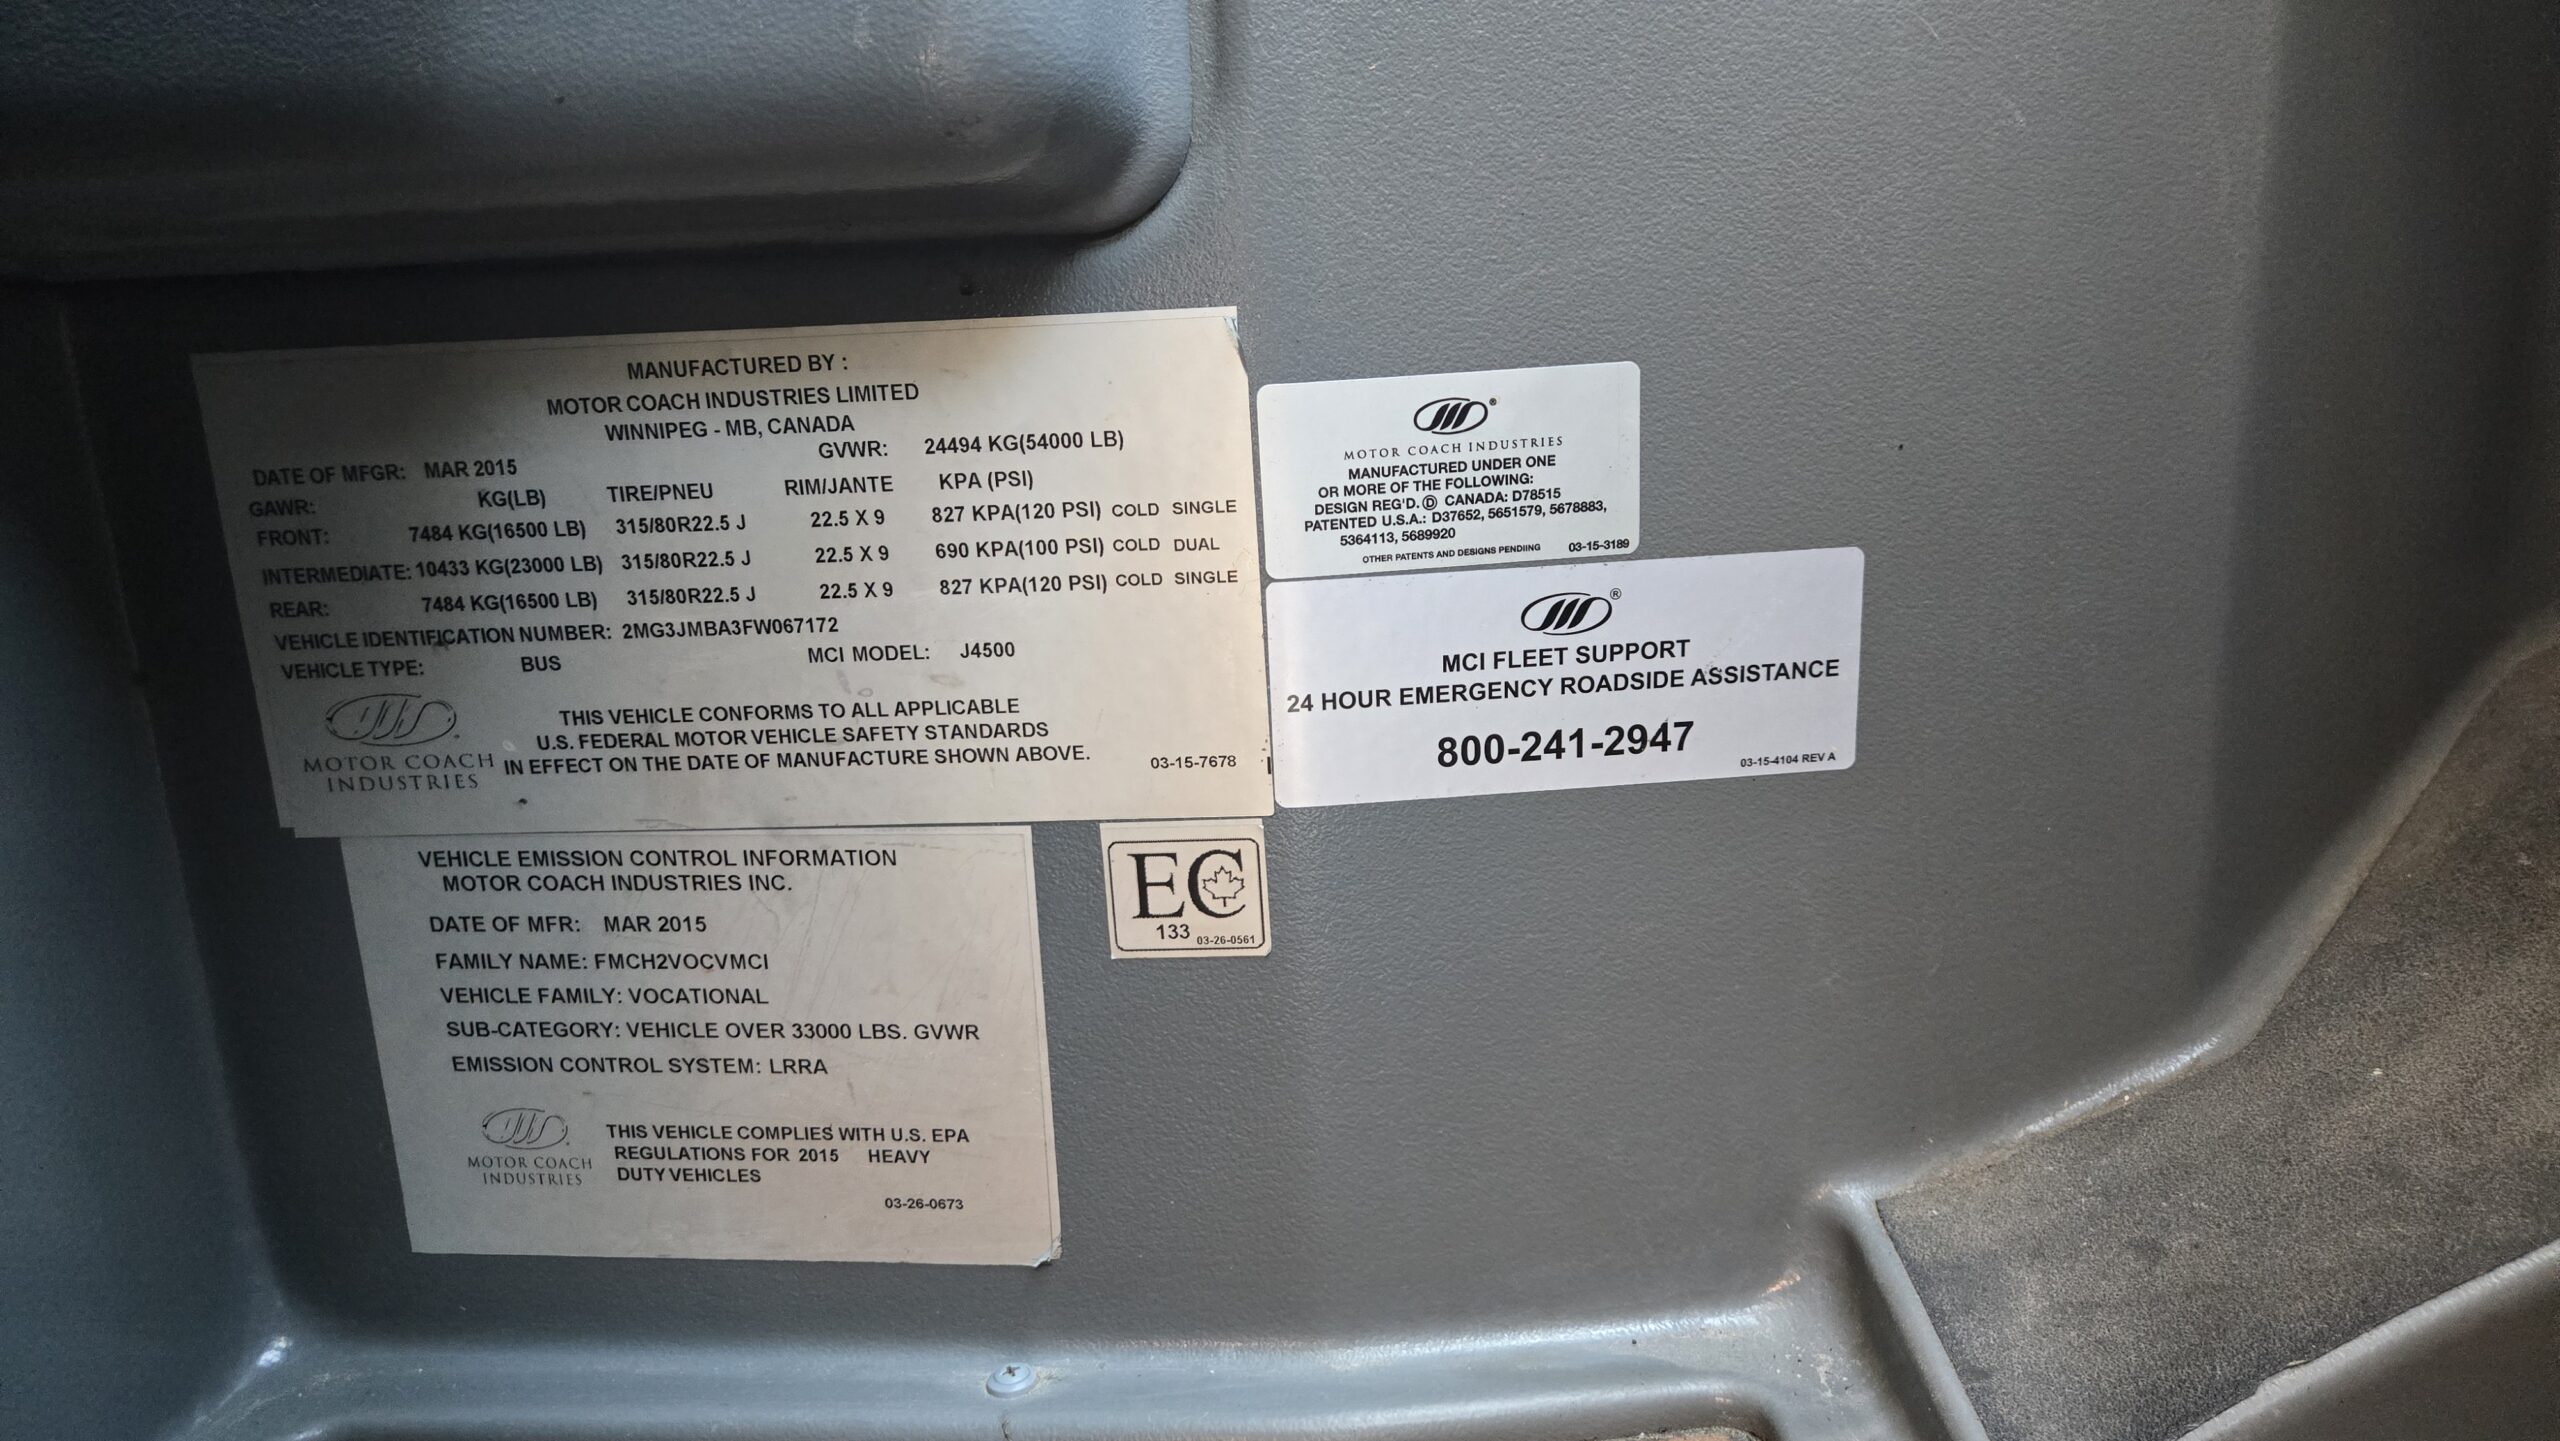 MANUFACTURED BY :
MOTOR COACH INDUSTRIES LIMITED
WINNIPEG - MB, CANADA
GVWR: 24494 KG(54000 LB)
DATE OF MFGR: MAR 2015
GAWR: KG(LB) TIRE/PNEU RIM/JANTE KPA (PSI)
FRONT: 7484 KG(16500 LB) 315/80R22.5 J 22.5 X 9 827 KPA(120 PSI) COLD SINGLE
INTERMEDIATE: 10433 KG(23000 LB) 315/80R22.5 J 22.5 X 9 690 KPA(100 PSI) COLD DUAL
REAR: 7484 KG(16500 LB) 315/80R22.5 J 22.5 X 9 827 KPA(120 PSI) COLD SINGLE
VEHICLE IDENTIFICATION NUMBER: 2MG3JMBA3FW067172
VEHICLE TYPE: BUS MCI MODEL: J4500
MOTOR COACH
INDUSTRIES
THIS VEHICLE CONFORMS TO ALL APPLICABLE
U.S. FEDERAL MOTOR VEHICLE SAFETY STANDARDS
IN EFFECT ON THE DATE OF MANUFACTURE SHOWN ABOVE.
03-15-7678
MOTOR COACH INDUSTRIES
MANUFACTURED UNDER ONE
OR MORE OF THE FOLLOWING:
DESIGN REG'D. Ⓓ CANADA: D78515
PATENTED U.S.A.: D37652, 5651579, 5678883,
5364113, 5689920
OTHER PATENTS AND DESIGNS PENDIING 03-15-3189
®
MCI FLEET SUPPORT
24 HOUR EMERGENCY ROADSIDE ASSISTANCE
800-241-2947
03-15-4104 REV A
VEHICLE EMISSION CONTROL INFORMATION
MOTOR COACH INDUSTRIES INC.
DATE OF MFR: MAR 2015
FAMILY NAME: FMCH2VOCVMCI
VEHICLE FAMILY: VOCATIONAL
SUB-CATEGORY: VEHICLE OVER 33000 LBS. GVWR
EMISSION CONTROL SYSTEM: LRRA
MOTOR COACH
INDUSTRIES
THIS VEHICLE COMPLIES WITH U.S. EPA
REGULATIONS FOR 2015 HEAVY
DUTY VEHICLES
03-26-0673
EC
133 03-26-0561